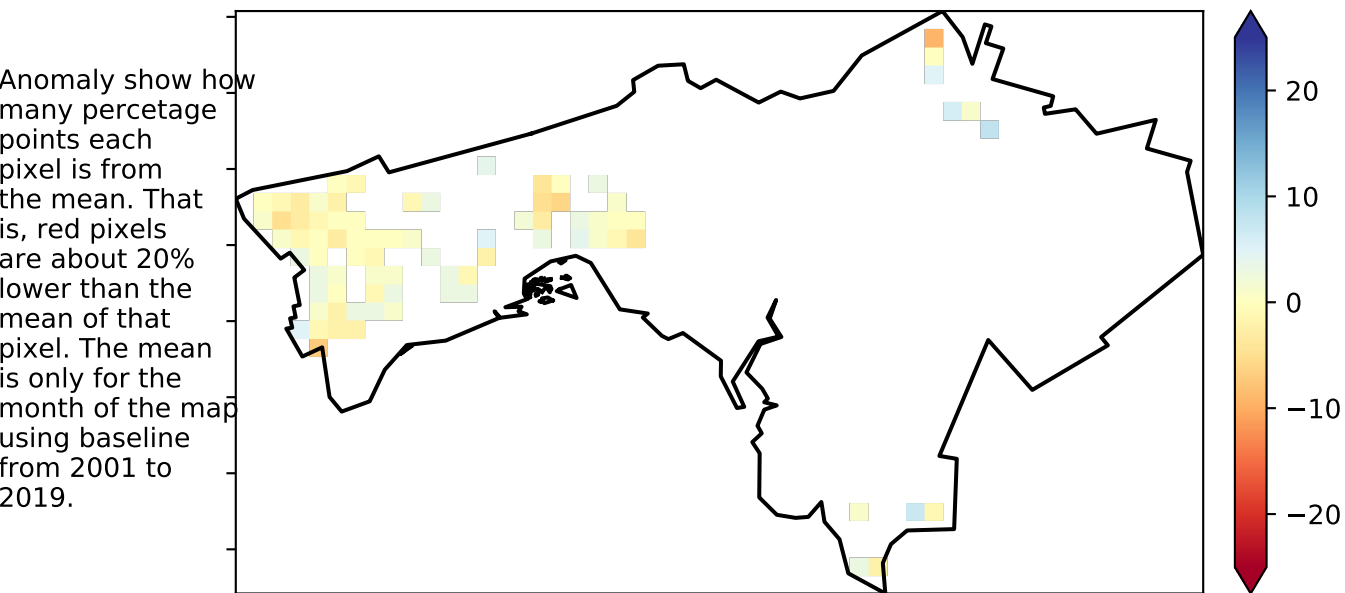 Anomaly show how
many percetage
points each
pixel is from
the mean. That
is, red pixels
are about 20%
lower than the
mean of that
pixel. The mean
is only for the
month of the map
using baseline
from 2001 to
2019.
20
10
0
−10
−20